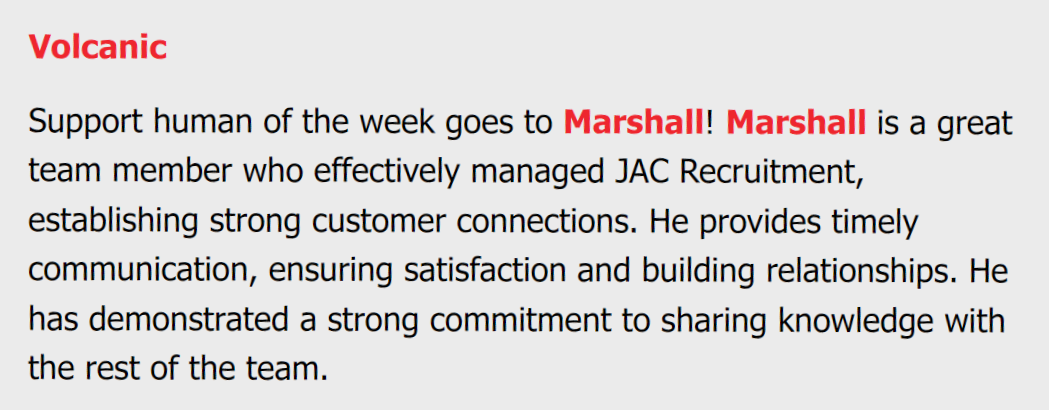 Volcanic
Support human of the week goes to Marshall! Marshall is a great
team member who effectively managed JAC Recruitment,
establishing strong customer connections. He provides timely
communication, ensuring satisfaction and building relationships. He
has demonstrated a strong commitment to sharing knowledge with
the rest of the team.